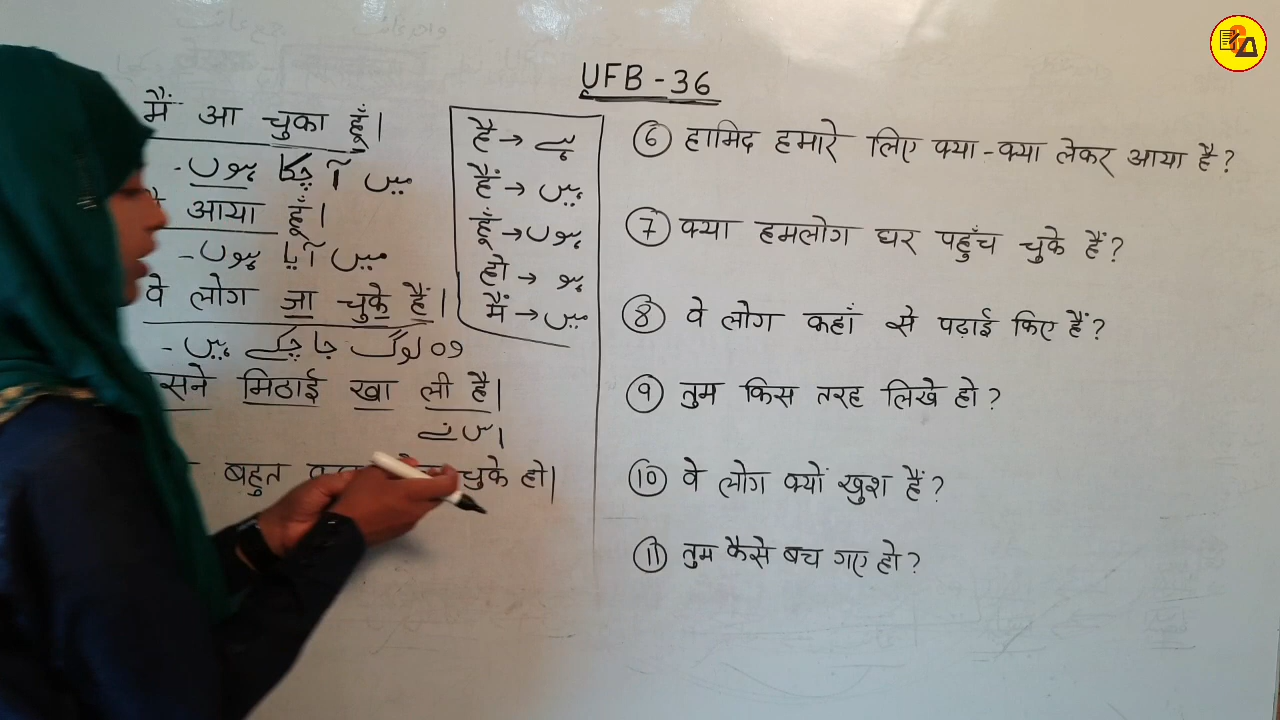 UFB-36
मैं आ चुका हूँ।
میں آ چکا ہوں -
आया हूँ।
میں آیا ہوں -
वे लोग जा चुके हैं।
وہ لوگ جا چکے ہیں -
सने मिठाई खा ली है।
اس نے
बहुत चुके हो।
है → ہے
हैं → ہیں
हूँ → ہوں
हो → ہو
मैं → میں
⑥ हामिद हमारे लिए क्या-क्या लेकर आया है?
⑦ क्या हमलोग घर पहुँच चुके हैं?
⑧ वे लोग कहाँ से पढ़ाई किए हैं?
⑨ तुम किस तरह लिखे हो?
⑩ वे लोग क्यों खुश हैं?
⑪ तुम कैसे बच गए हो?